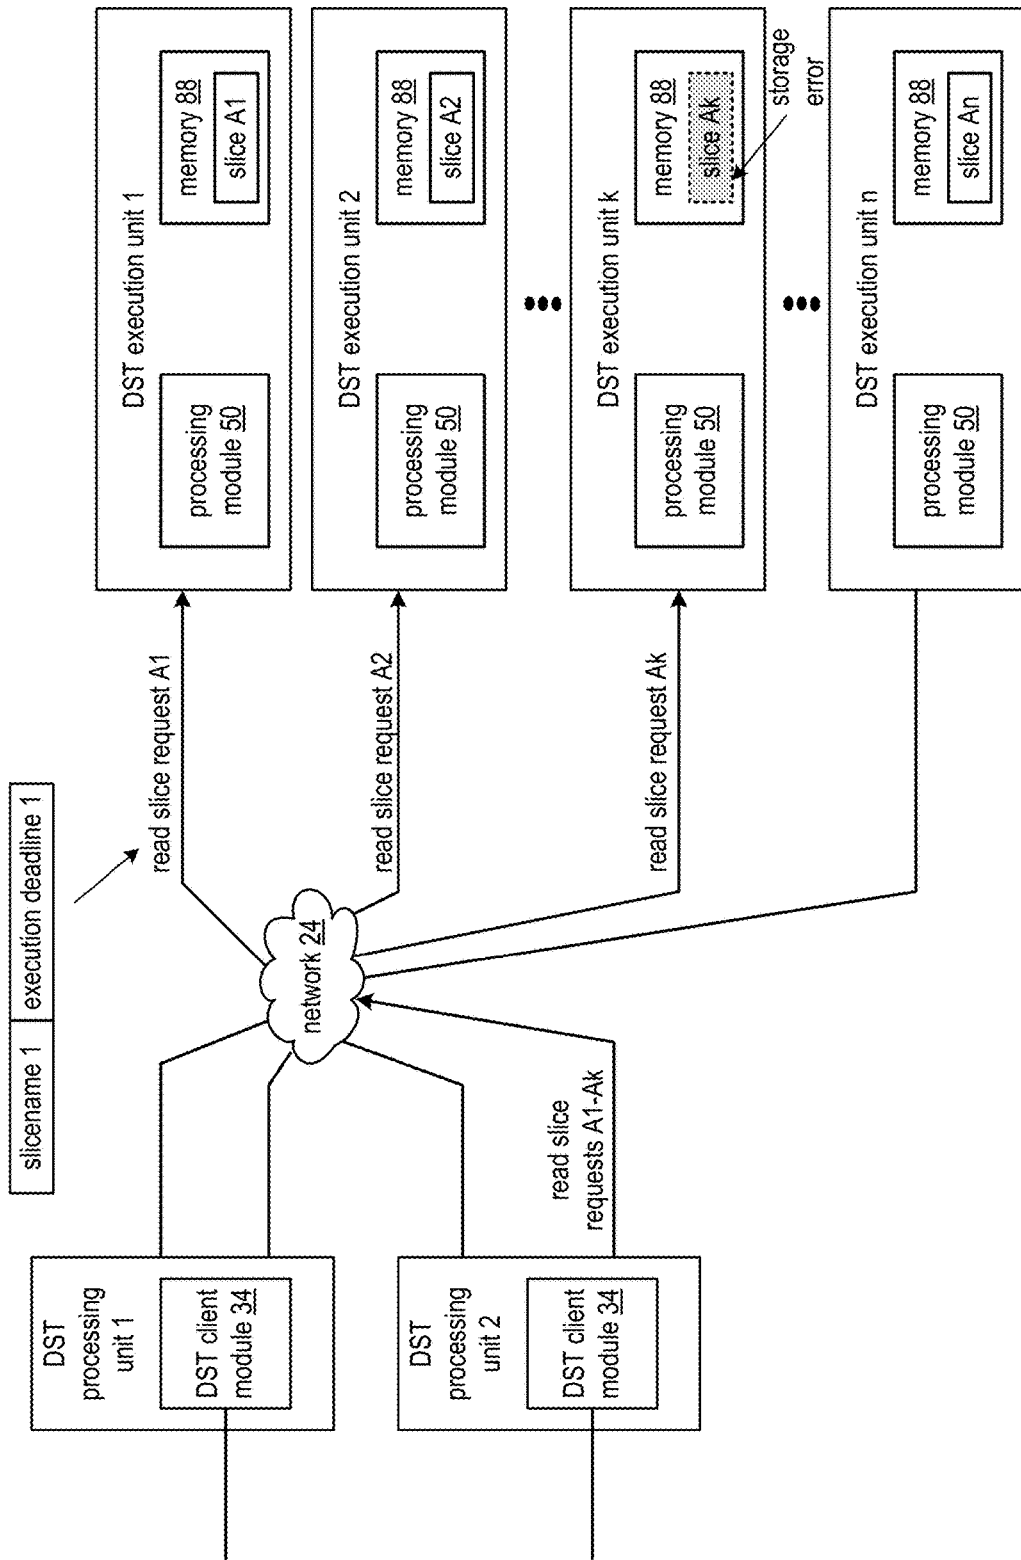 slicename 1
execution deadline 1
DST
processing
unit 1
DST client
module 34
DST
processing
unit 2
DST client
module 34
read slice
requests A1-Ak
network 24
read slice request A1
read slice request A2
read slice request Ak
DST execution unit 1
processing
module 50
memory 88
slice A1
DST execution unit 2
processing
module 50
memory 88
slice A2
DST execution unit k
processing
module 50
memory 88
slice Ak
storage
error
DST execution unit n
processing
module 50
memory 88
slice An